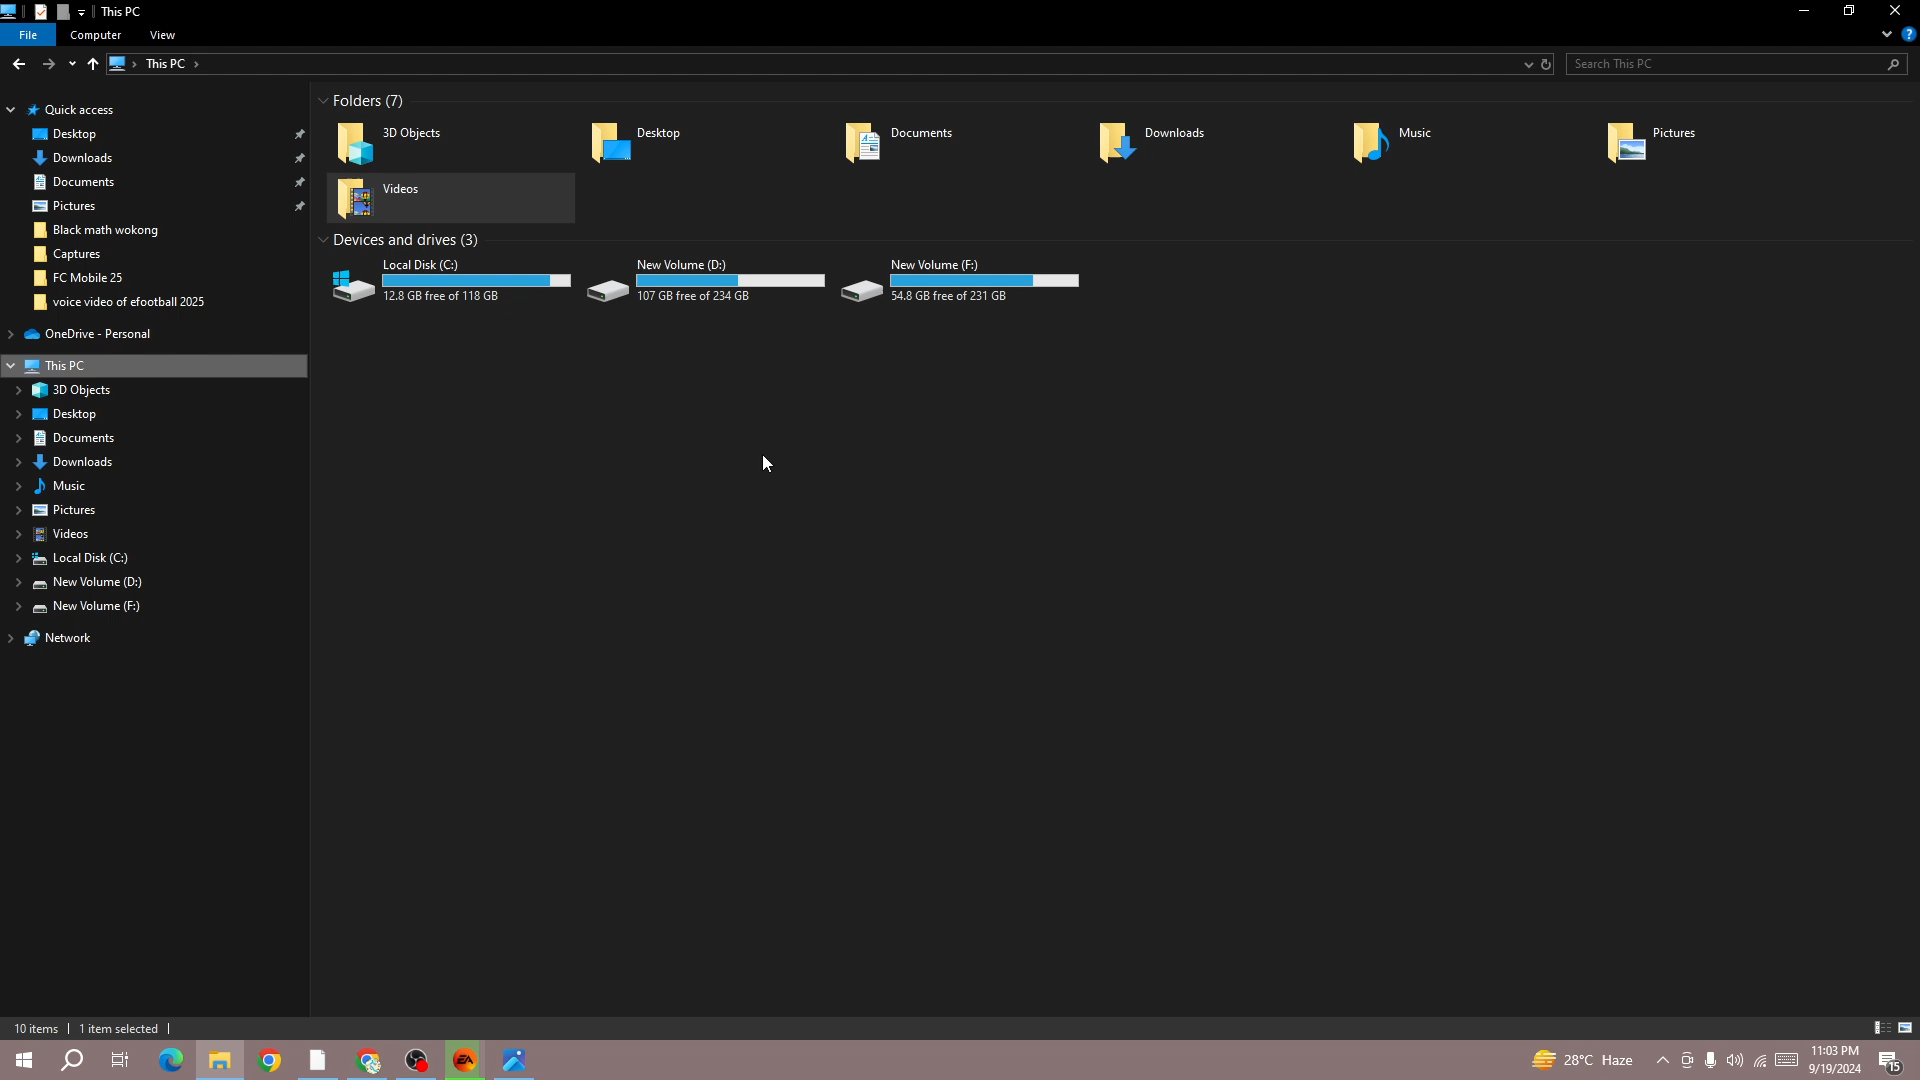 This PC
File
Computer
View
This PC
Search This PC
Quick access
Desktop
Downloads
Documents
Pictures
Black math wokong
Captures
FC Mobile 25
voice video of efootball 2025
OneDrive - Personal
This PC
3D Objects
Desktop
Documents
Downloads
Music
Pictures
Videos
Local Disk (C:)
New Volume (D:)
New Volume (F:)
Network
Folders (7)
3D Objects
Desktop
Documents
Downloads
Music
Pictures
Videos
Devices and drives (3)
Local Disk (C:)
12.8 GB free of 118 GB
New Volume (D:)
107 GB free of 234 GB
New Volume (F:)
54.8 GB free of 231 GB
10 items
1 item selected
EA
28°C Haze
11:03 PM
9/19/2024
15